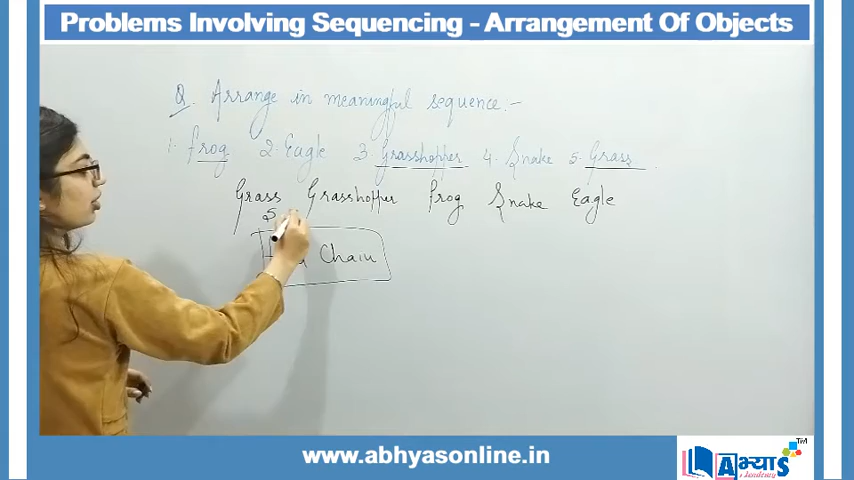 Problems Involving Sequencing - Arrangement Of Objects
Q. Arrange in meaningful sequence:-
1. frog 2. Eagle 3. Grasshopper 4. Snake 5. Grass
Grass Grasshopper frog Snake Eagle
5
Chain
www.abhyasonline.in
अभ्यास
Academy
TM